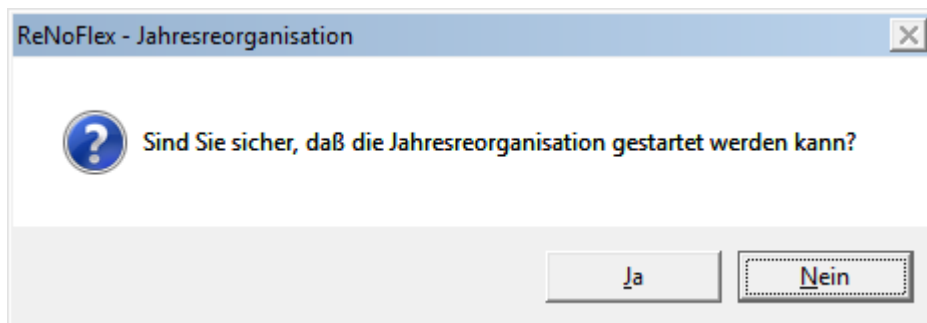 ReNoFlex - Jahresreorganisation
Sind Sie sicher, daß die Jahresreorganisation gestartet werden kann?
Ja
Nein